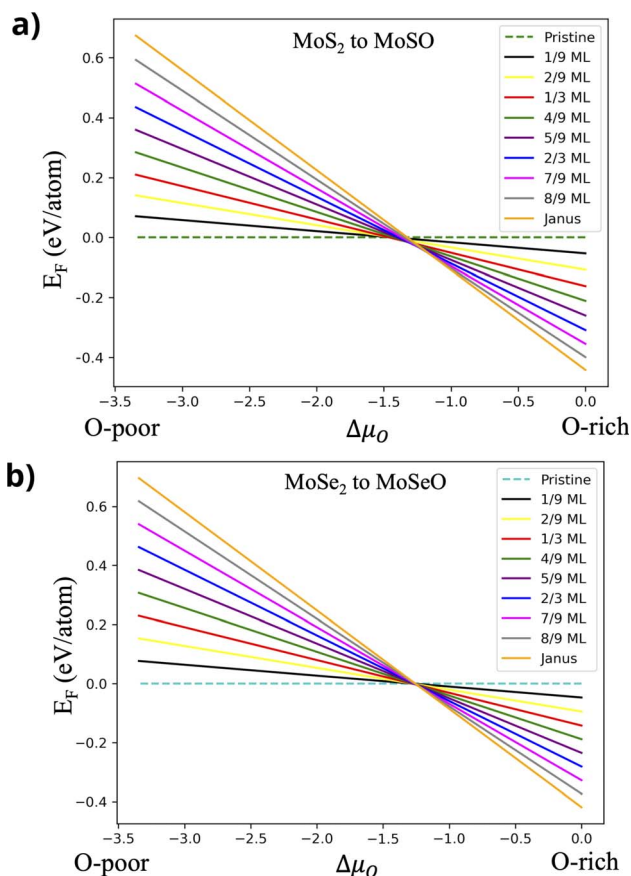 a)
MoS₂ to MoSO
Pristine
1/9 ML
2/9 ML
1/3 ML
4/9 ML
5/9 ML
2/3 ML
7/9 ML
8/9 ML
Janus
E_F (eV/atom)
0.6
0.4
0.2
0.0
-0.2
-0.4
−3.5 −3.0 −2.5 −2.0 −1.5 −1.0 −0.5 0.0
O-poor Δμ_O O-rich
b)
MoSe₂ to MoSeO
Pristine
1/9 ML
2/9 ML
1/3 ML
4/9 ML
5/9 ML
2/3 ML
7/9 ML
8/9 ML
Janus
E_F (eV/atom)
0.6
0.4
0.2
0.0
−0.2
−0.4
−3.5 −3.0 −2.5 −2.0 −1.5 −1.0 −0.5 0.0
O-poor Δμ_O O-rich